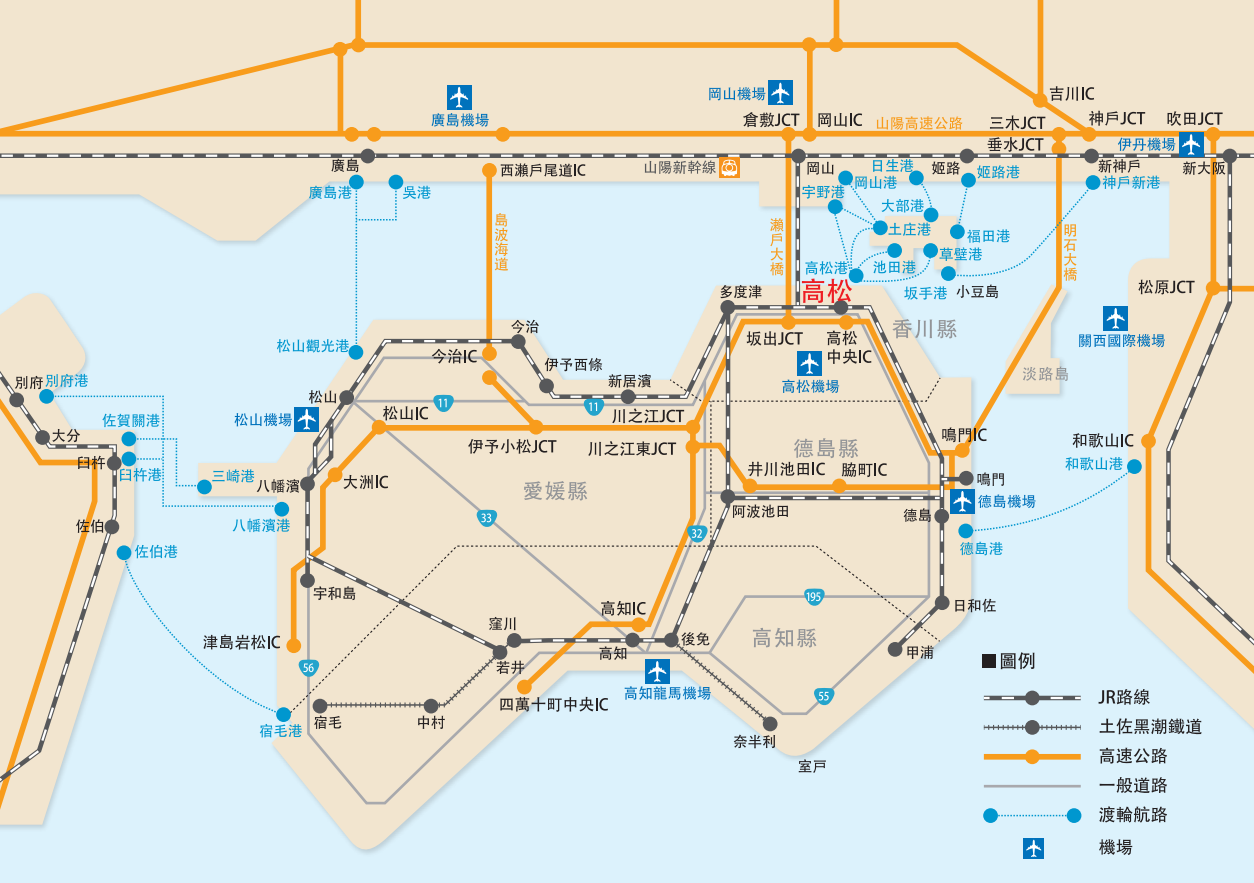 岡山機場
吉川IC
廣島機場
倉敷JCT
岡山IC
山陽高速公路
三木JCT
神戶JCT
吹田JCT
垂水JCT
伊丹機場
廣島
西瀨戶尾道IC
山陽新幹線
岡山
日生港
姬路
姬路港
新神戶
新大阪
廣島港
吳港
宇野港
岡山港
神戶新港
大部港
島波海道
瀨戶大橋
土庄港
福田港
明石大橋
草壁港
高松港
池田港
坂手港
小豆島
松原JCT
多度津
高松
香川縣
今治
坂出JCT
高松
中央IC
關西國際機場
松山觀光港
今治IC
伊予西條
高松機場
淡路島
別府
別府港
新居濱
松山
11
11
佐賀關港
松山機場
松山IC
川之江JCT
大分
伊予小松JCT
川之江東JCT
德島縣
鳴門IC
和歌山IC
臼杵
臼杵港
三崎港
八幡濱
大洲IC
愛媛縣
井川池田IC
脇町IC
鳴門
和歌山港
八幡濱港
33
阿波池田
德島
德島機場
佐伯
32
佐伯港
德島港
宇和島
195
日和佐
高知IC
窪川
津島岩松IC
高知
後免
高知縣
甲浦
56
若井
圖例
高知龍馬機場
55
四萬十町中央IC
JR路線
宿毛港
宿毛
中村
土佐黑潮鐵道
奈半利
高速公路
室戶
一般道路
渡輪航路
機場